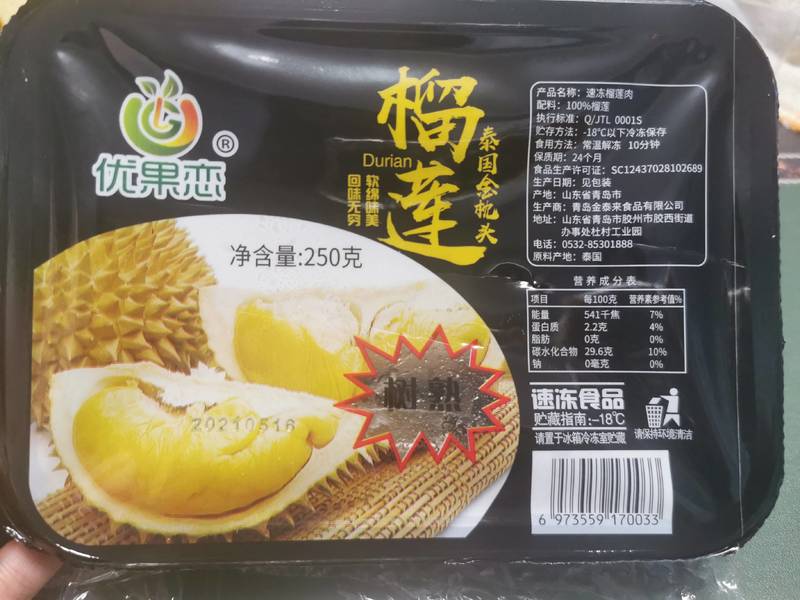 优果恋
®
榴莲
Durian
泰国金枕头
软绵味美
回味无穷
净含量:250克
20210516
树熟
产品名称：速冻榴莲肉
配料：100%榴莲
执行标准：Q/JTL 0001S
贮存方法：-18℃以下冷冻保存
食用方法：常温解冻 10分钟
保质期：24个月
食品生产许可证：SC12437028102689
生产日期：见包装
产地：山东省青岛市
生产商：青岛金泰来食品有限公司
地址：山东省青岛市胶州市胶西街道
办事处杜村工业园
电话：0532-85301888
原料产地：泰国
营养成分表
项目 每100克 营养素参考值%
能量 541千焦 7%
蛋白质 2.2克 4%
脂肪 0克 0%
碳水化合物 29.6克 10%
钠 0毫克 0%
速冻食品
贮藏指南:-18℃
请置于冰箱冷冻室贮藏
请保持环境清洁
6 973559 170033